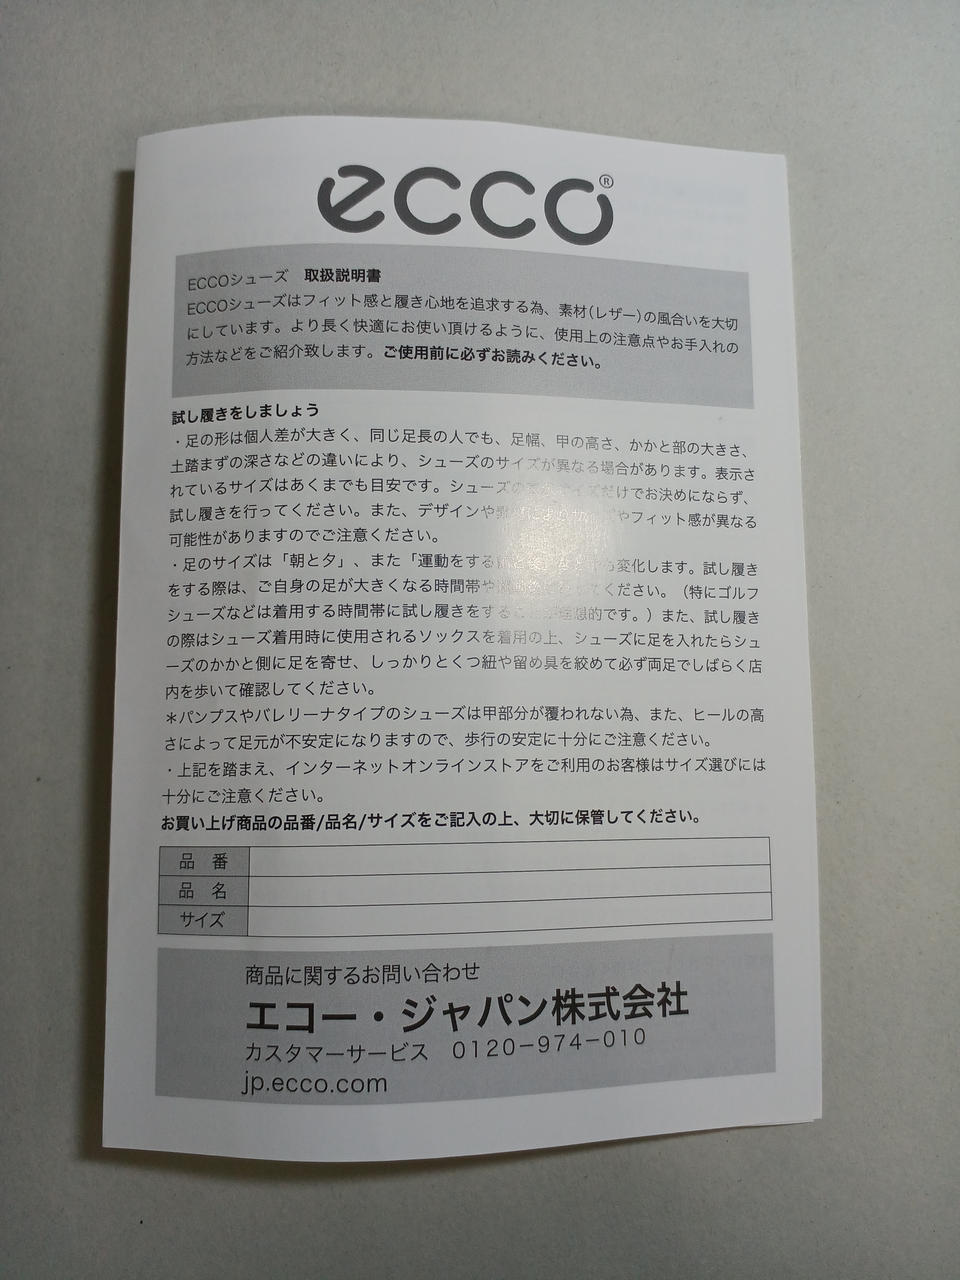 ecco®
ECCOシューズ 取扱説明書
ECCOシューズはフィット感と履き心地を追求する為、素材(レザー)の風合いを大切
にしています。より長く快適にお使い頂けるように、使用上の注意点やお手入れの
方法などをご紹介致します。ご使用前に必ずお読みください。
試し履きをしましょう
・足の形は個人差が大きく、同じ足長の人でも、足幅、甲の高さ、かかと部の大きさ、
土踏まずの深さなどの違いにより、シューズのサイズが異なる場合があります。表示さ
れているサイズはあくまでも目安です。シューズの サイズだけでお決めにならず、
試し履きを行ってください。また、デザインや やフィット感が異なる
可能性がありますのでご注意ください。
・足のサイズは「朝と夕」、また「運動をする 変化します。試し履き
をする際は、ご自身の足が大きくなる時間帯や てください。(特にゴルフ
シューズなどは着用する時間帯に試し履きをすることが理想的です。)また、試し履き
の際はシューズ着用時に使用されるソックスを着用の上、シューズに足を入れたらシュ
ーズのかかと側に足を寄せ、しっかりとくつ紐や留め具を絞めて必ず両足でしばらく店
内を歩いて確認してください。
＊パンプスやバレリーナタイプのシューズは甲部分が覆われない為、また、ヒールの高
さによって足元が不安定になりますので、歩行の安定に十分にご注意ください。
・上記を踏まえ、インターネットオンラインストアをご利用のお客様はサイズ選びには
十分にご注意ください。
お買い上げ商品の品番/品名/サイズをご記入の上、大切に保管してください。
品 番
品 名
サイズ
商品に関するお問い合わせ
エコー・ジャパン株式会社
カスタマーサービス 0120-974-010
jp.ecco.com